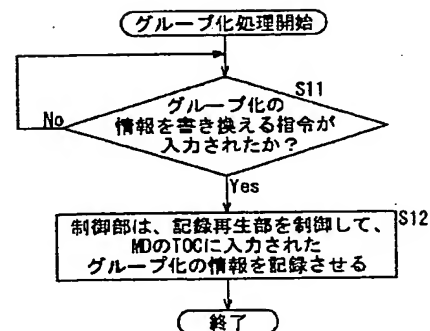 グループ化処理開始
S11
グループ化の
情報を書き換える指令が
入力されたか?
No
Yes
S12
制御部は、記録再生部を制御して、
MDのTOCに入力された
グループ化の情報を記録させる
終了